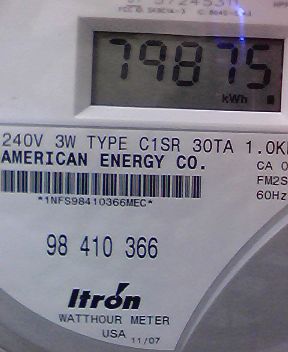 79875
kWh
240V 3W TYPE C1SR 30TA 1.0K
AMERICAN ENERGY CO.
CA 0
FM2S
60Hz
*1NFS98410366MEC*
98 410 366
Itrón
WATTHOUR METER
USA 11/07